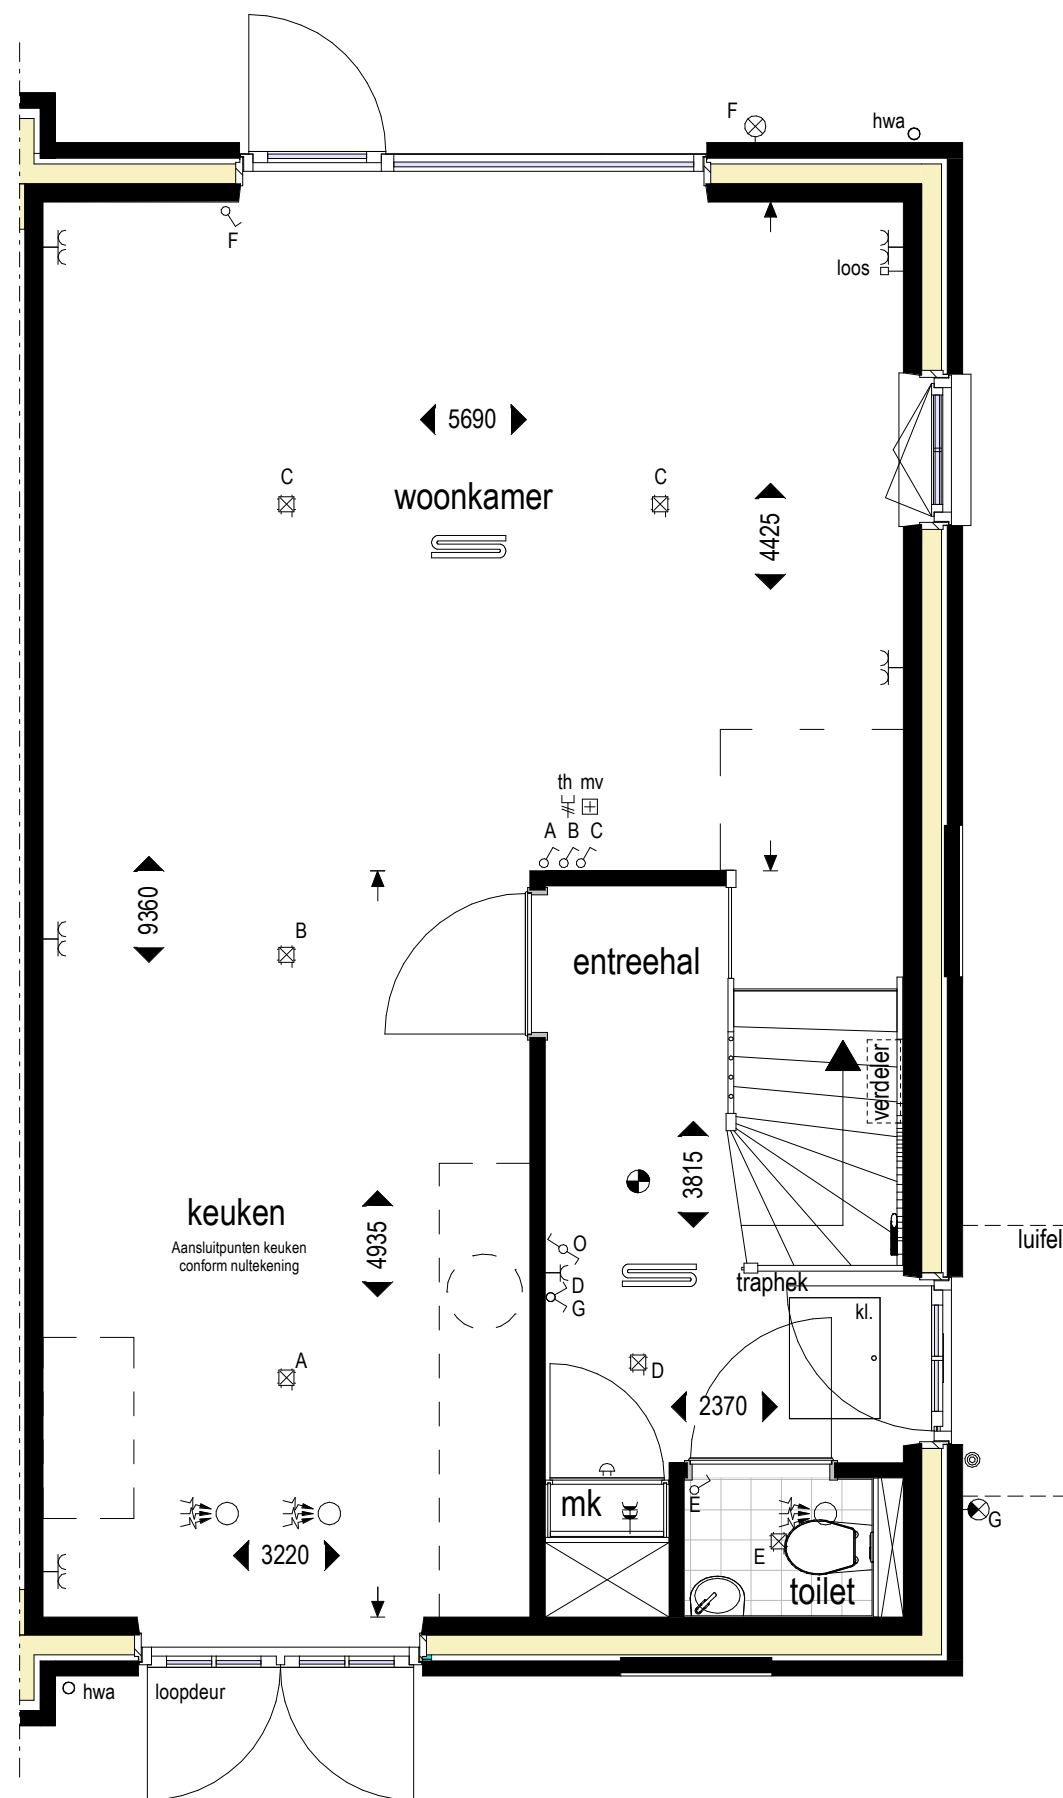 F
hwa
F
loos
5690
C
C
woonkamer
4425
th mv
A B C
9360
B
entreehal
verdeler
3815
keuken
Aansluitpunten keuken
conform nultekening
4935
O
D
G
luifel
traphek
kl.
A
D
2370
mk
E
G
3220
E
toilet
hwa
loopdeur